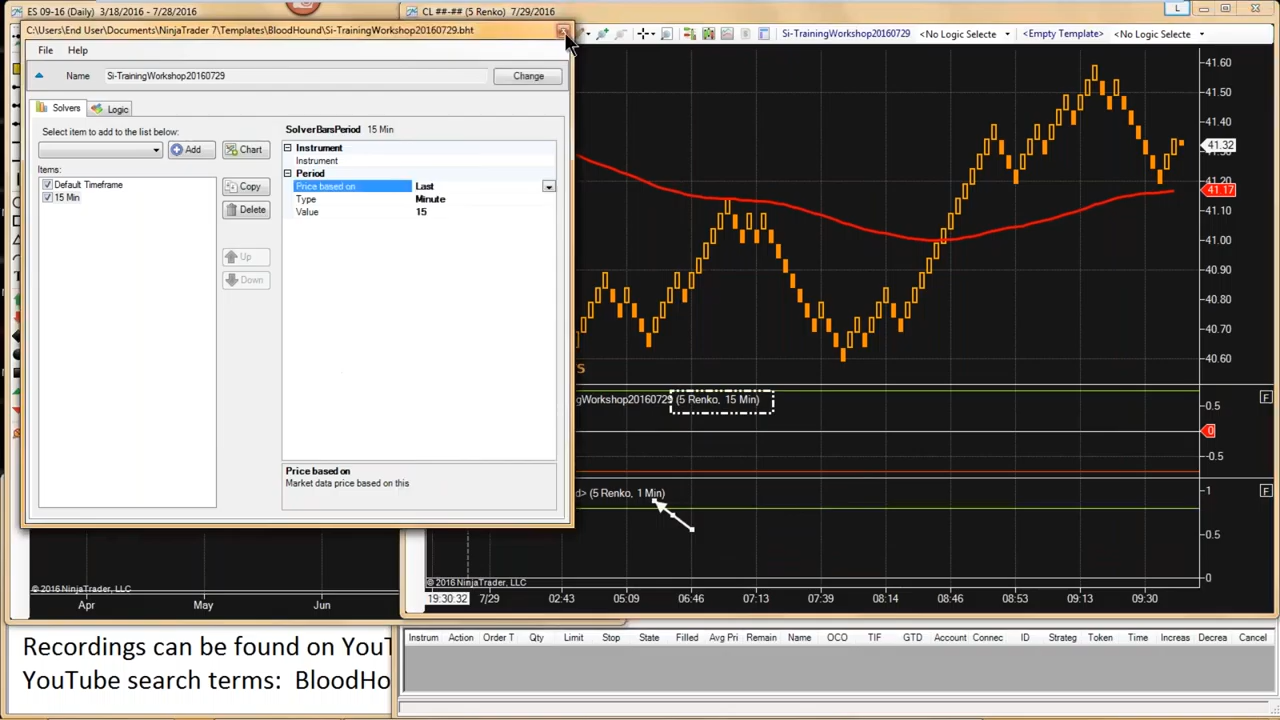 ES 09-16 (Daily)  3/18/2016 - 7/28/2016
CL ##-## (5 Renko)  7/29/2016
L
C:\Users\End User\Documents\NinjaTrader 7\Templates\BloodHound\Si-TrainingWorkshop20160729.bht
File Help
Name Si-TrainingWorkshop20160729 Change
Solvers Logic
Select item to add to the list below:
Add Chart
Items:
Default Timeframe
15 Min
Copy
Delete
Up
Down
SolverBarsPeriod 15 Min
Instrument
Instrument
Period
Price based on Last
Type Minute
Value 15
Price based on
Market data price based on this
Si-TrainingWorkshop20160729 <No Logic Selecte <Empty Template> <No Logic Selecte
41.60
41.50
41.40
41.32
41.20
41.17
41.10
41.00
40.90
40.80
40.70
40.60
F
ngWorkshop20160729 (5 Renko, 15 Min)
0.5
0
-0.5
F
d> (5 Renko, 1 Min)
1
0.5
0
© 2016 NinjaTrader, LLC
Apr May Jun
© 2016 NinjaTrader, LLC
19:30:32 7/29 02:43 05:09 06:46 07:13 07:39 08:14 08:46 08:53 09:13 09:30
Instrum Action Order T Qty Limit Stop State Filled Avg Pri Remain Name OCO TIF GTD Account Connec ID Strateg Token Time Increas Decrea Cancel
Recordings can be found on YouT
YouTube search terms:  BloodHo